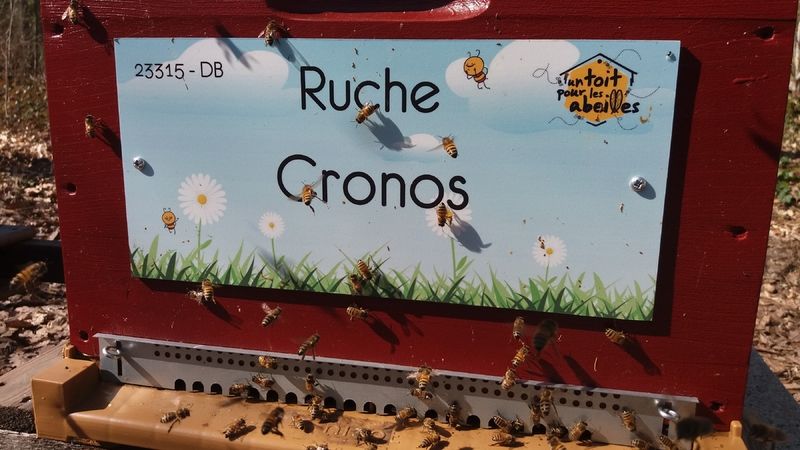 23315 - DB
Ruche
Cronos
un toit
pour les
abeilles